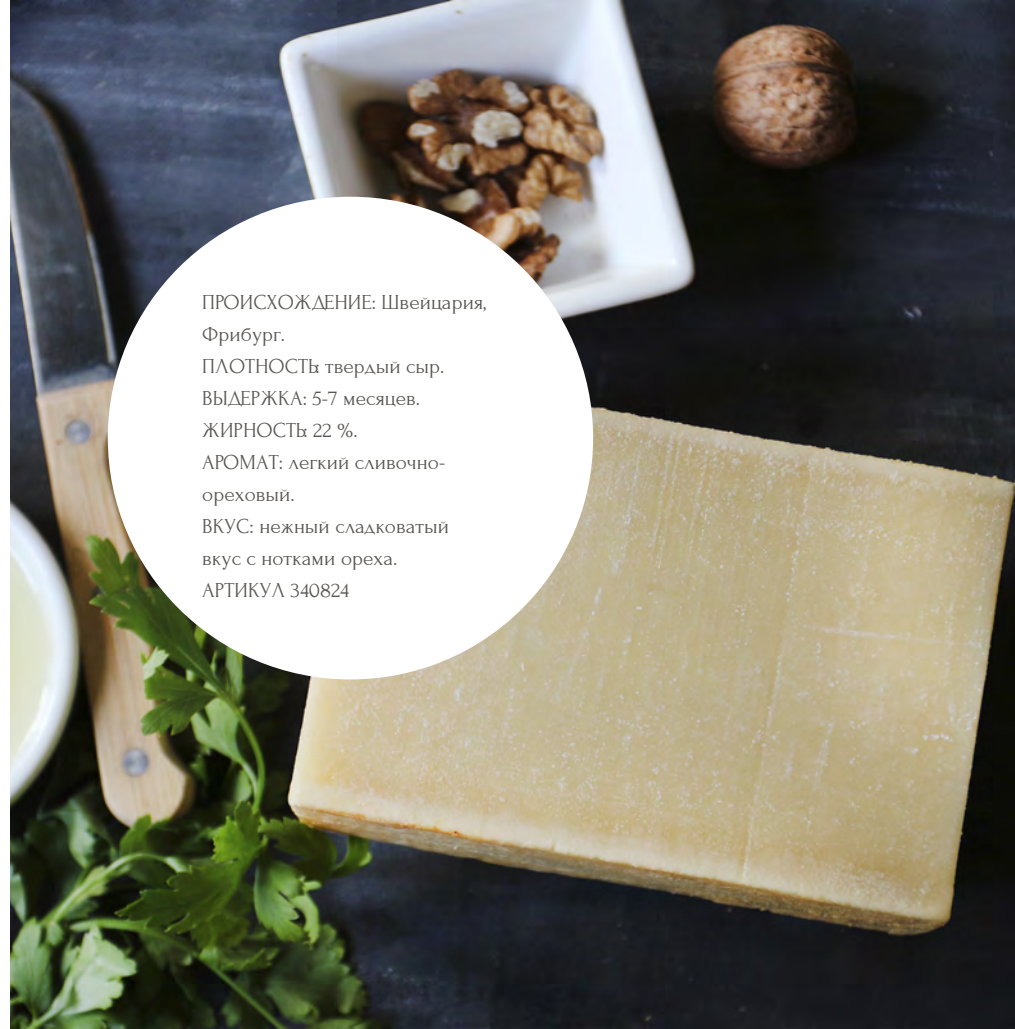 ПРОИСХОЖДЕНИЕ: Швейцария,
Фрибург.
ПЛОТНОСТЬ: твердый сыр.
ВЫДЕРЖКА: 5-7 месяцев.
ЖИРНОСТЬ: 22 %.
АРОМАТ: легкий сливочно-
ореховый.
ВКУС: нежный сладковатый
вкус с нотками ореха.
АРТИКУЛ 340824